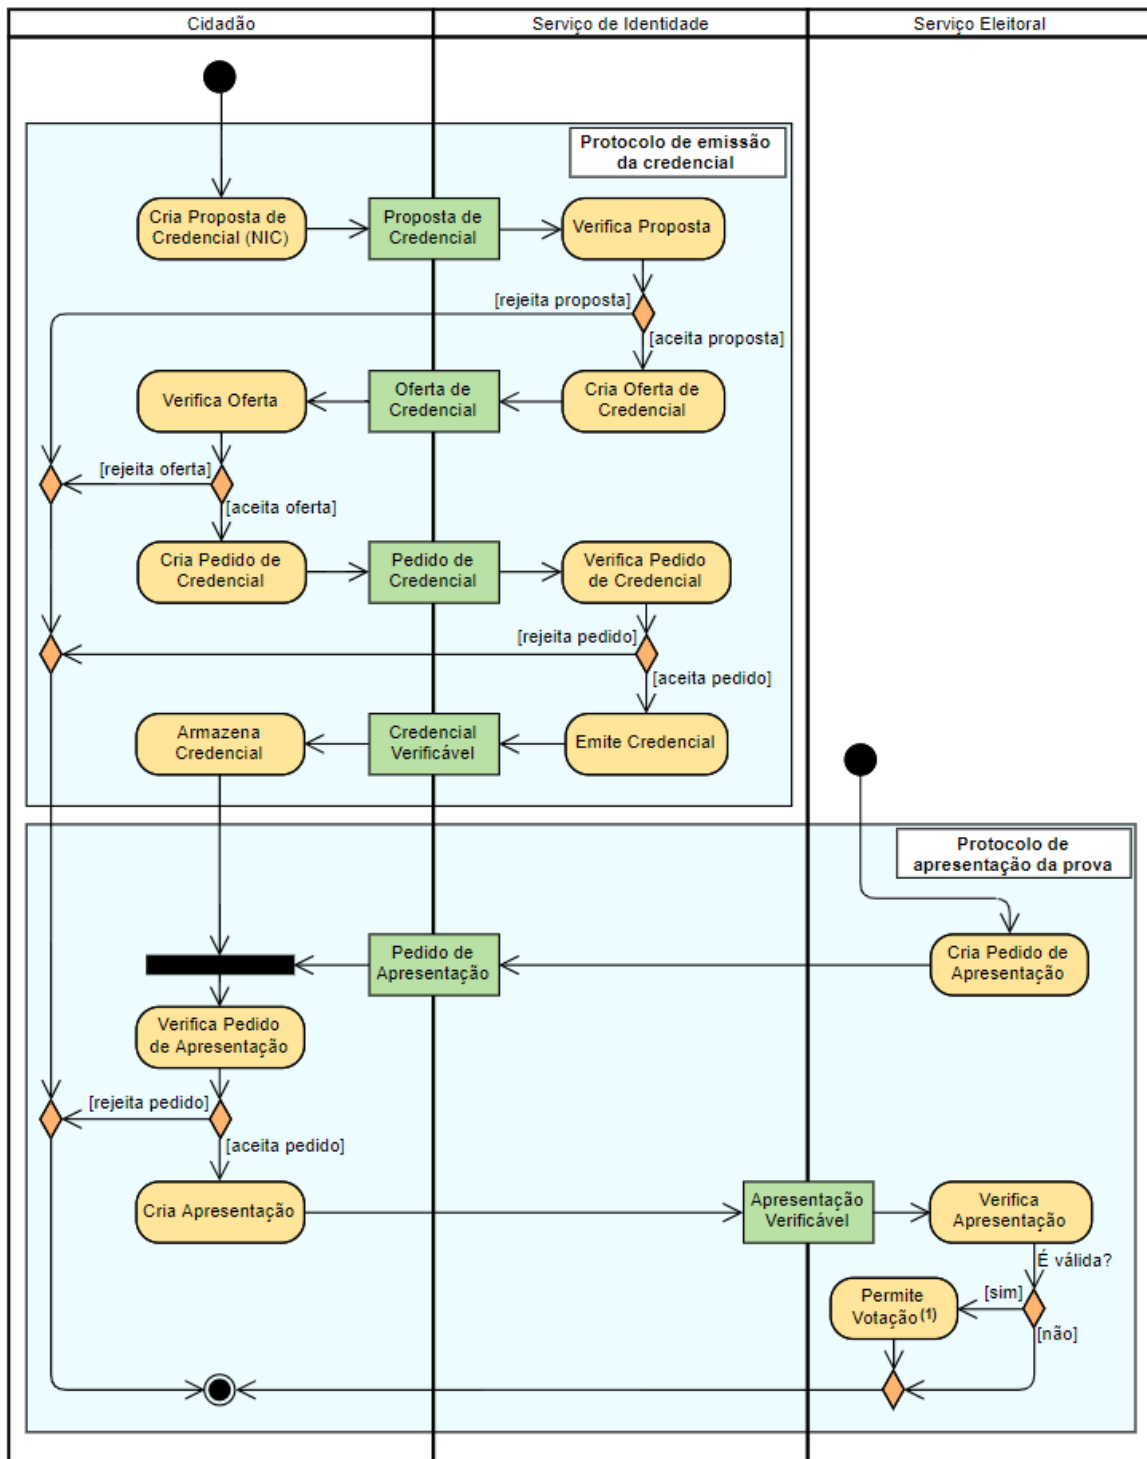 Cidadão
Serviço de Identidade
Serviço Eleitoral
Protocolo de emissão
da credencial
Cria Proposta de
Credencial (NIC)
Proposta de
Credencial
Verifica Proposta
[rejeita proposta]
[aceita proposta]
Verifica Oferta
Oferta de
Credencial
Cria Oferta de
Credencial
[rejeita oferta]
[aceita oferta]
Cria Pedido de
Credencial
Pedido de
Credencial
Verifica Pedido
de Credencial
[rejeita pedido]
[aceita pedido]
Armazena
Credencial
Credencial
Verificável
Emite Credencial
Protocolo de
apresentação da prova
Pedido de
Apresentação
Cria Pedido de
Apresentação
Verifica Pedido
de Apresentação
[rejeita pedido]
[aceita pedido]
Cria Apresentação
Apresentação
Verificável
Verifica
Apresentação
É válida?
Permite
Votação(1)
[sim]
[não]